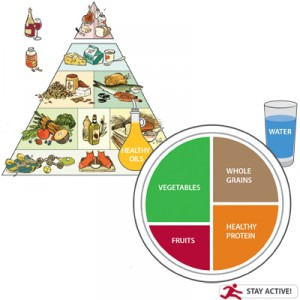 HEALTHY
OILS
WATER
VEGETABLES
WHOLE
GRAINS
FRUITS
HEALTHY
PROTEIN
STAY ACTIVE!